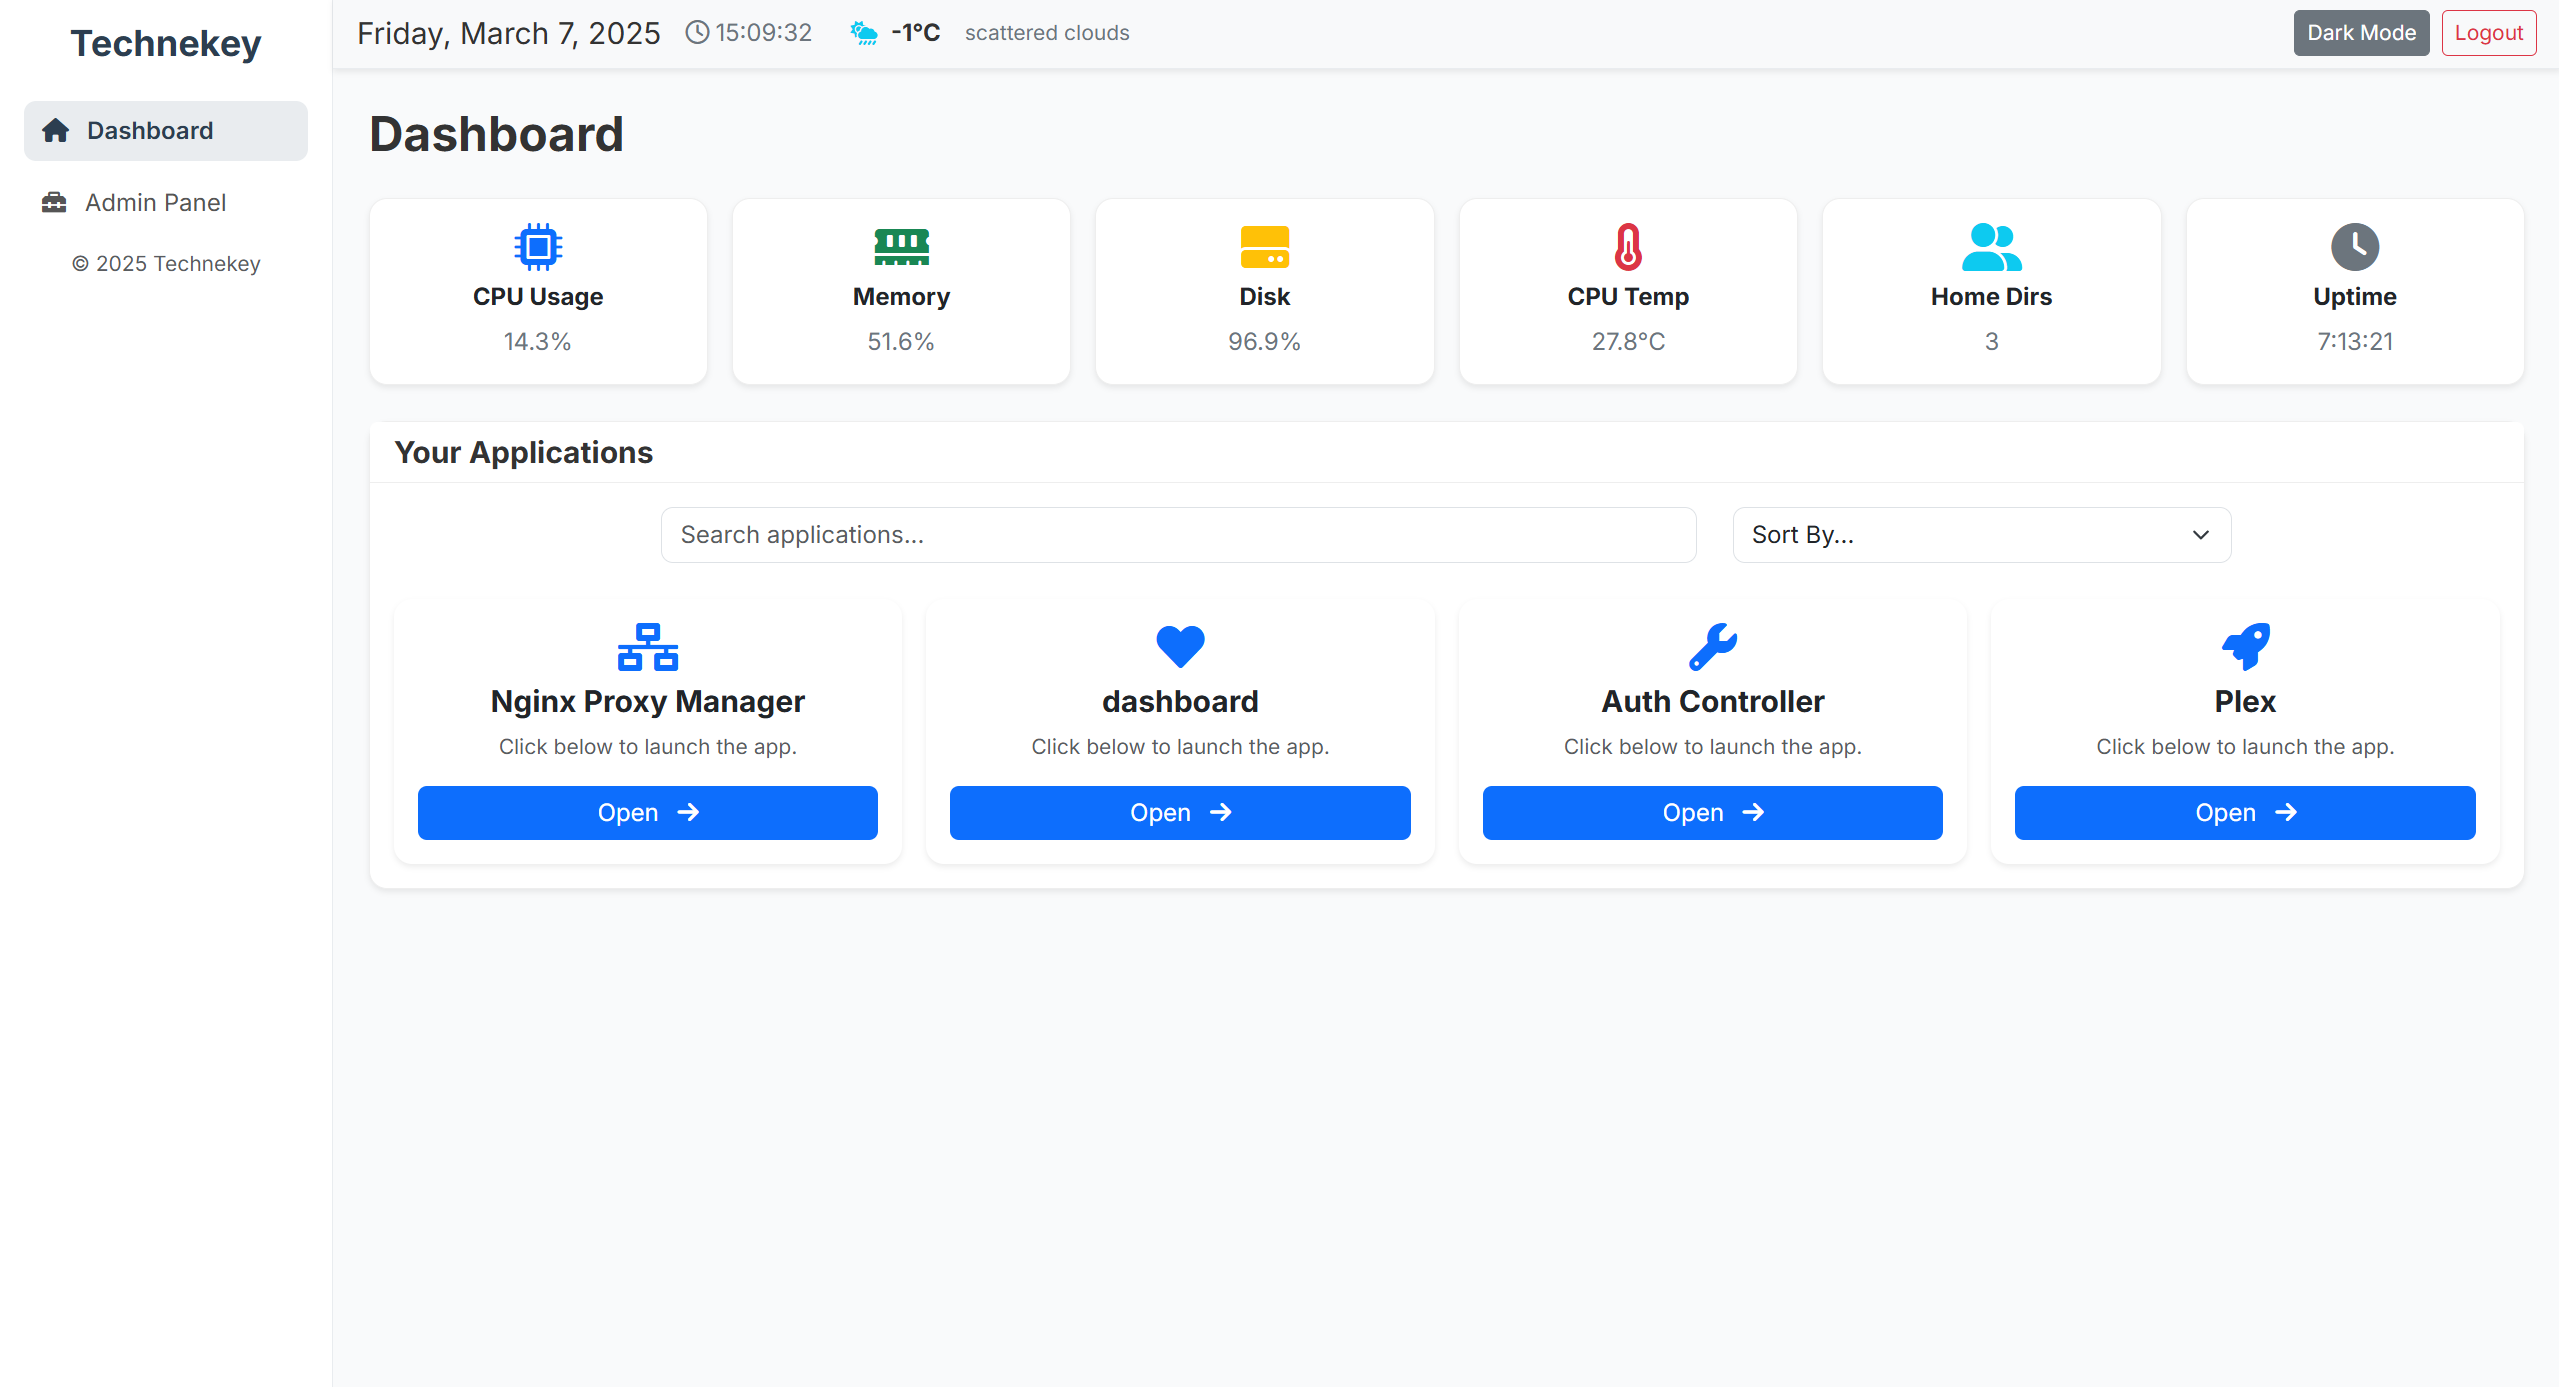 Technekey
Dashboard
Admin Panel
© 2025 Technekey
Friday, March 7, 2025
15:09:32
-1°C
scattered clouds
Dark Mode
Logout
Dashboard
CPU Usage
14.3%
Memory
51.6%
Disk
96.9%
CPU Temp
27.8°C
Home Dirs
3
Uptime
7:13:21
Your Applications
Search applications...
Sort By...
Nginx Proxy Manager
Click below to launch the app.
Open
dashboard
Click below to launch the app.
Open
Auth Controller
Click below to launch the app.
Open
Plex
Click below to launch the app.
Open